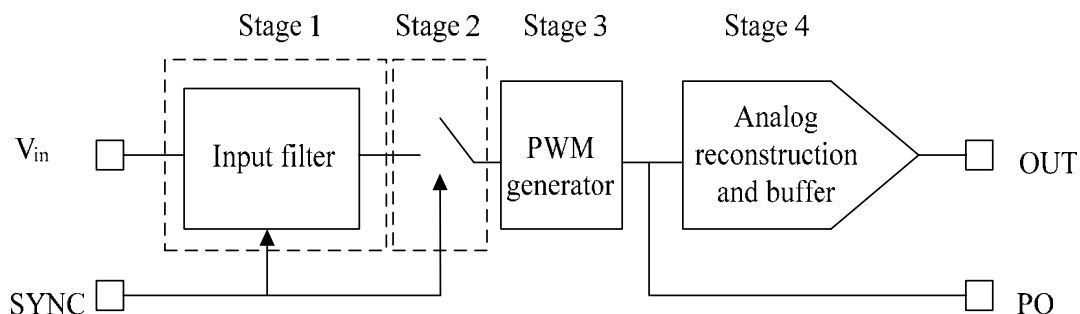 Stage 1
Stage 2
Stage 3
Stage 4
Vin
Input filter
PWM
generator
Analog
reconstruction
and buffer
OUT
SYNC
PO